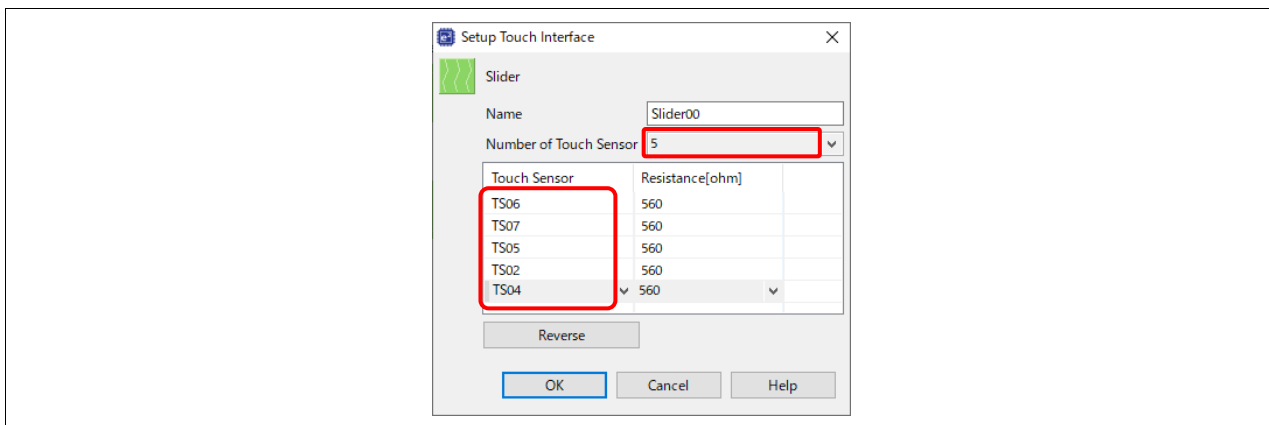 Setup Touch Interface
Slider
Name Slider00
Number of Touch Sensor 5
Touch Sensor Resistance[ohm]
TS06 560
TS07 560
TS05 560
TS02 560
TS04 560
Reverse
OK Cancel Help